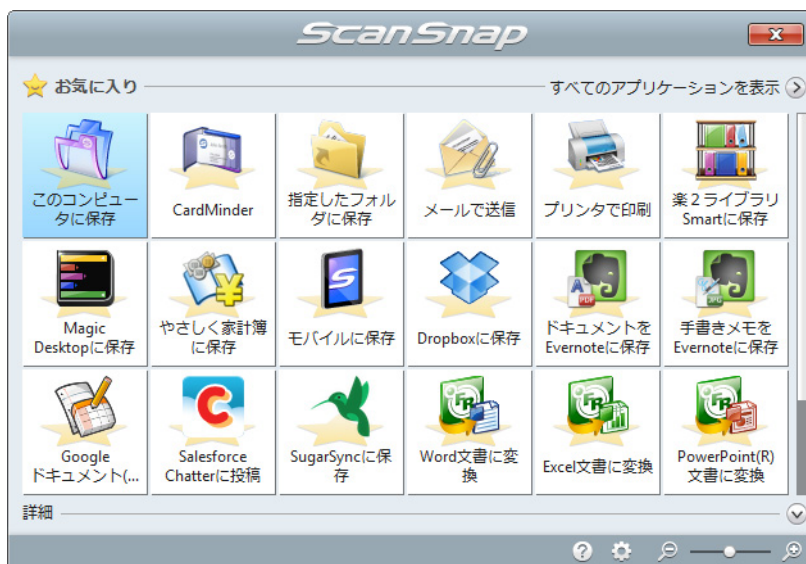 ScanSnap
お気に入り
すべてのアプリケーションを表示
このコンピュー
タに保存
CardMinder
指定したフォル
ダに保存
メールで送信
プリンタで印刷
楽2ライブラリ
Smartに保存
Magic
Desktopに保存
やさしく家計簿
に保存
モバイルに保存
Dropboxに保存
ドキュメントを
Evernoteに保存
手書きメモを
Evernoteに保存
Google
ドキュメント(...
Salesforce
Chatterに投稿
SugarSyncに保
存
Word文書に変
換
Excel文書に変換
PowerPoint(R)
文書に変換
詳細